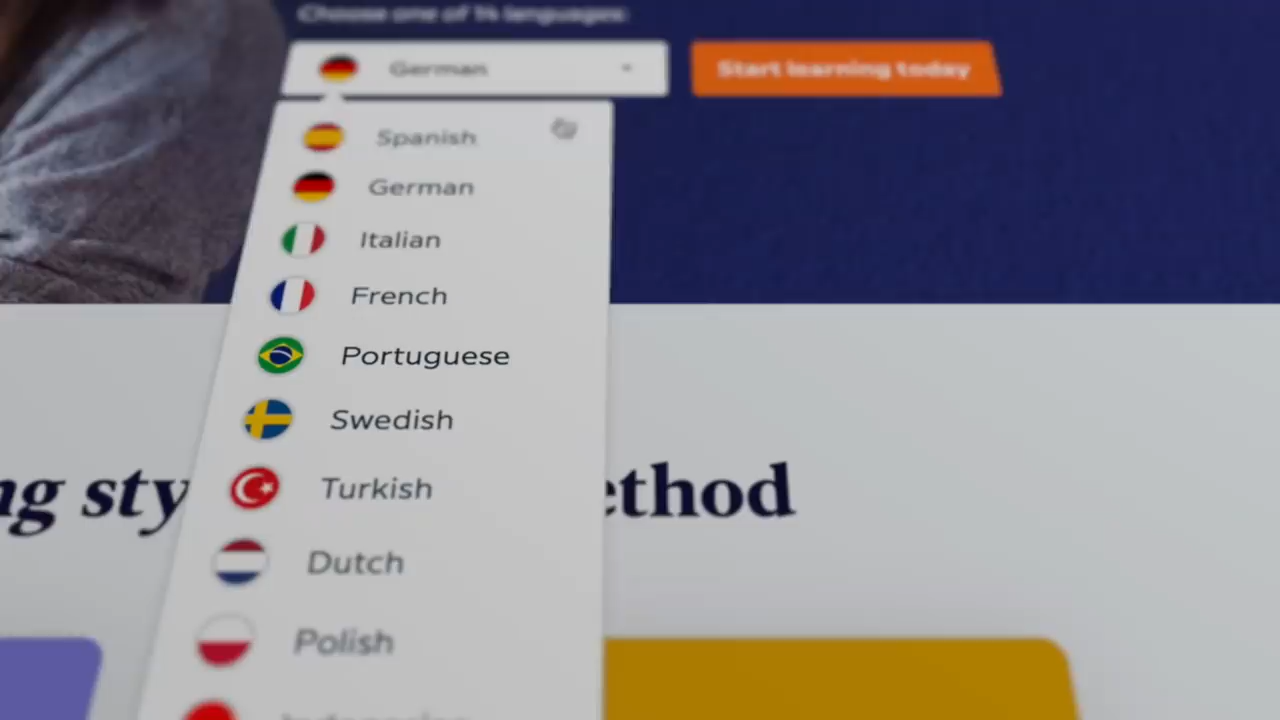 Choose one of 14 languages:
German
Start learning today
Spanish
German
Italian
French
Portuguese
Swedish
ng sty
ethod
Turkish
Dutch
Polish
Indonesian